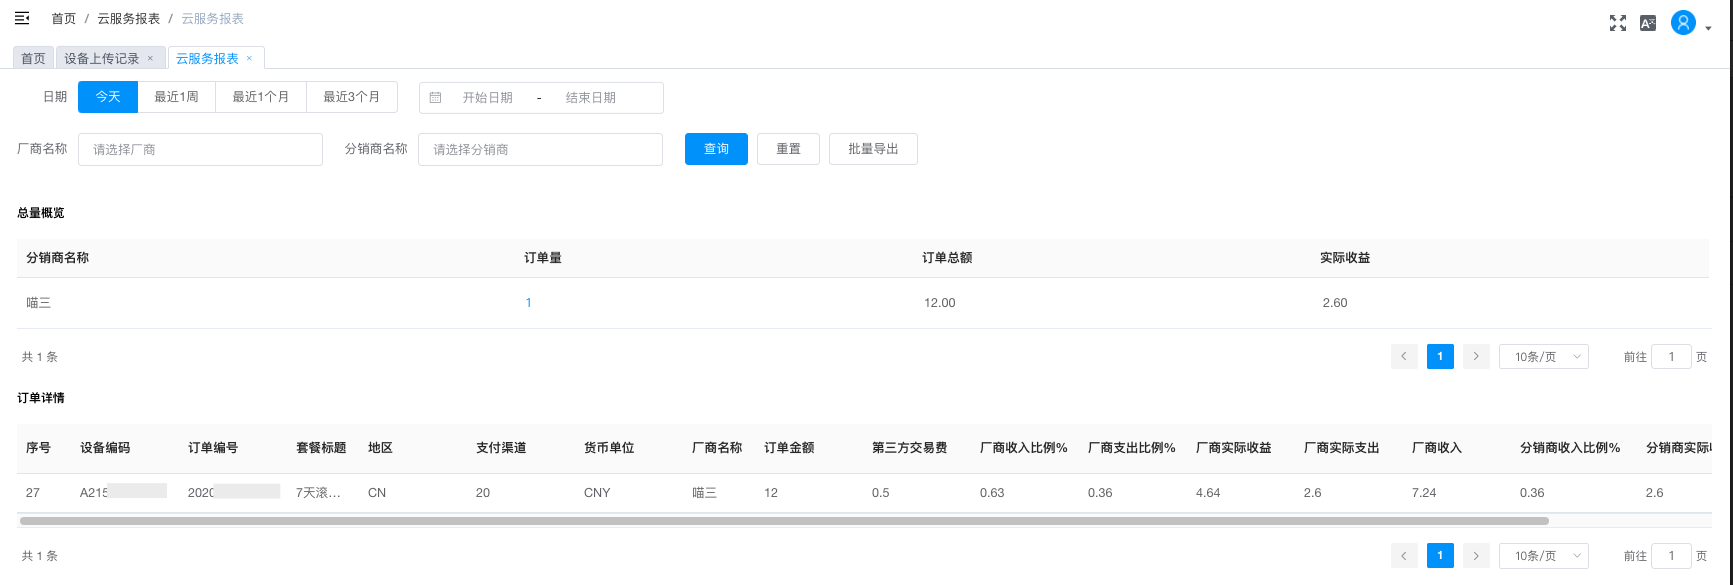 首页 / 云服务报表 / 云服务报表
首页 设备上传记录 × 云服务报表 ×
日期 今天 最近1周 最近1个月 最近3个月 开始日期 - 结束日期
厂商名称 请选择厂商 分销商名称 请选择分销商 查询 重置 批量导出
总量概览
分销商名称 订单量 订单总额 实际收益
喵三 1 12.00 2.60
共 1 条 < 1 > 10条/页 前往 1 页
订单详情
序号 设备编码 订单编号 套餐标题 地区 支付渠道 货币单位 厂商名称 订单金额 第三方交易费 厂商收入比例% 厂商支出比例% 厂商实际收益 厂商实际支出 厂商收入 分销商收入比例% 分销商实际
27 A215 2020 7天滚... CN 20 CNY 喵三 12 0.5 0.63 0.36 4.64 2.6 7.24 0.36 2.6
共 1 条 < 1 > 10条/页 前往 1 页